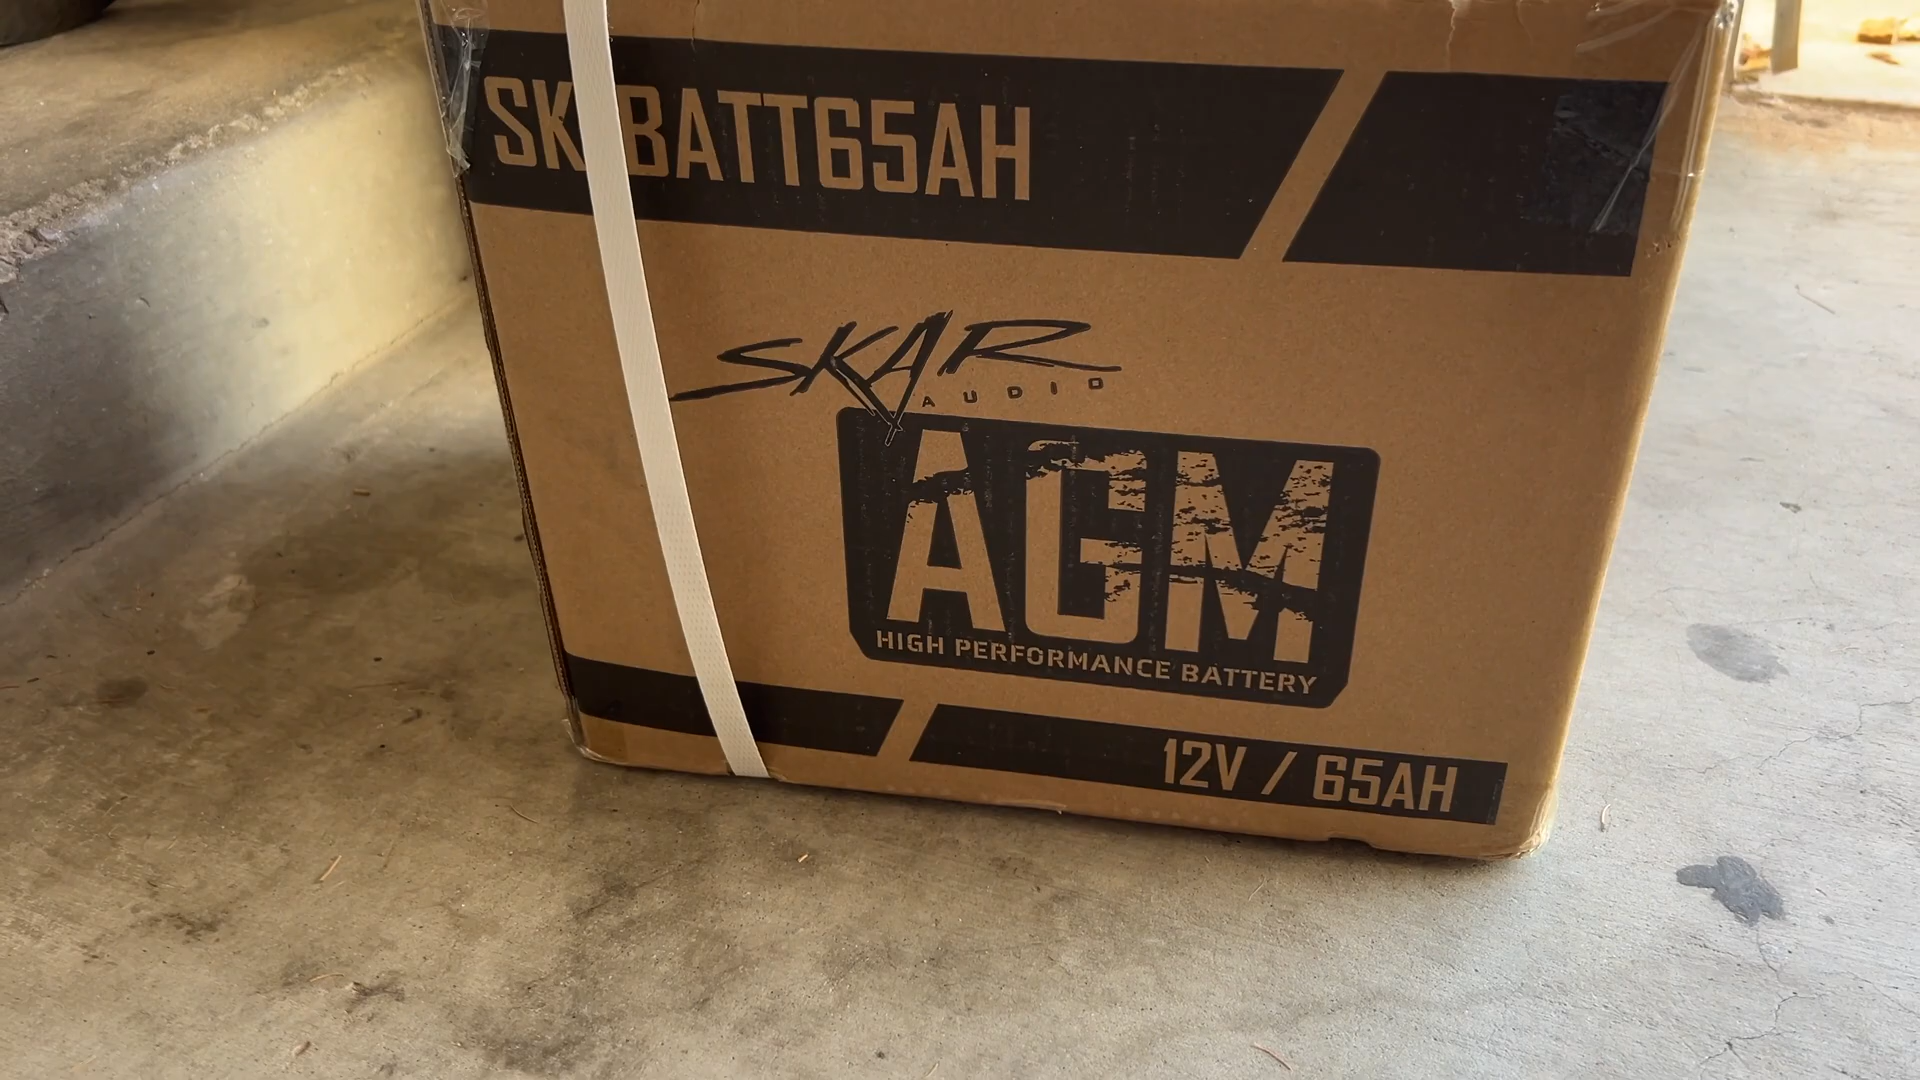 SK BATT65AH
SKAR
AUDIO
AGM
HIGH PERFORMANCE BATTERY
12V / 65AH